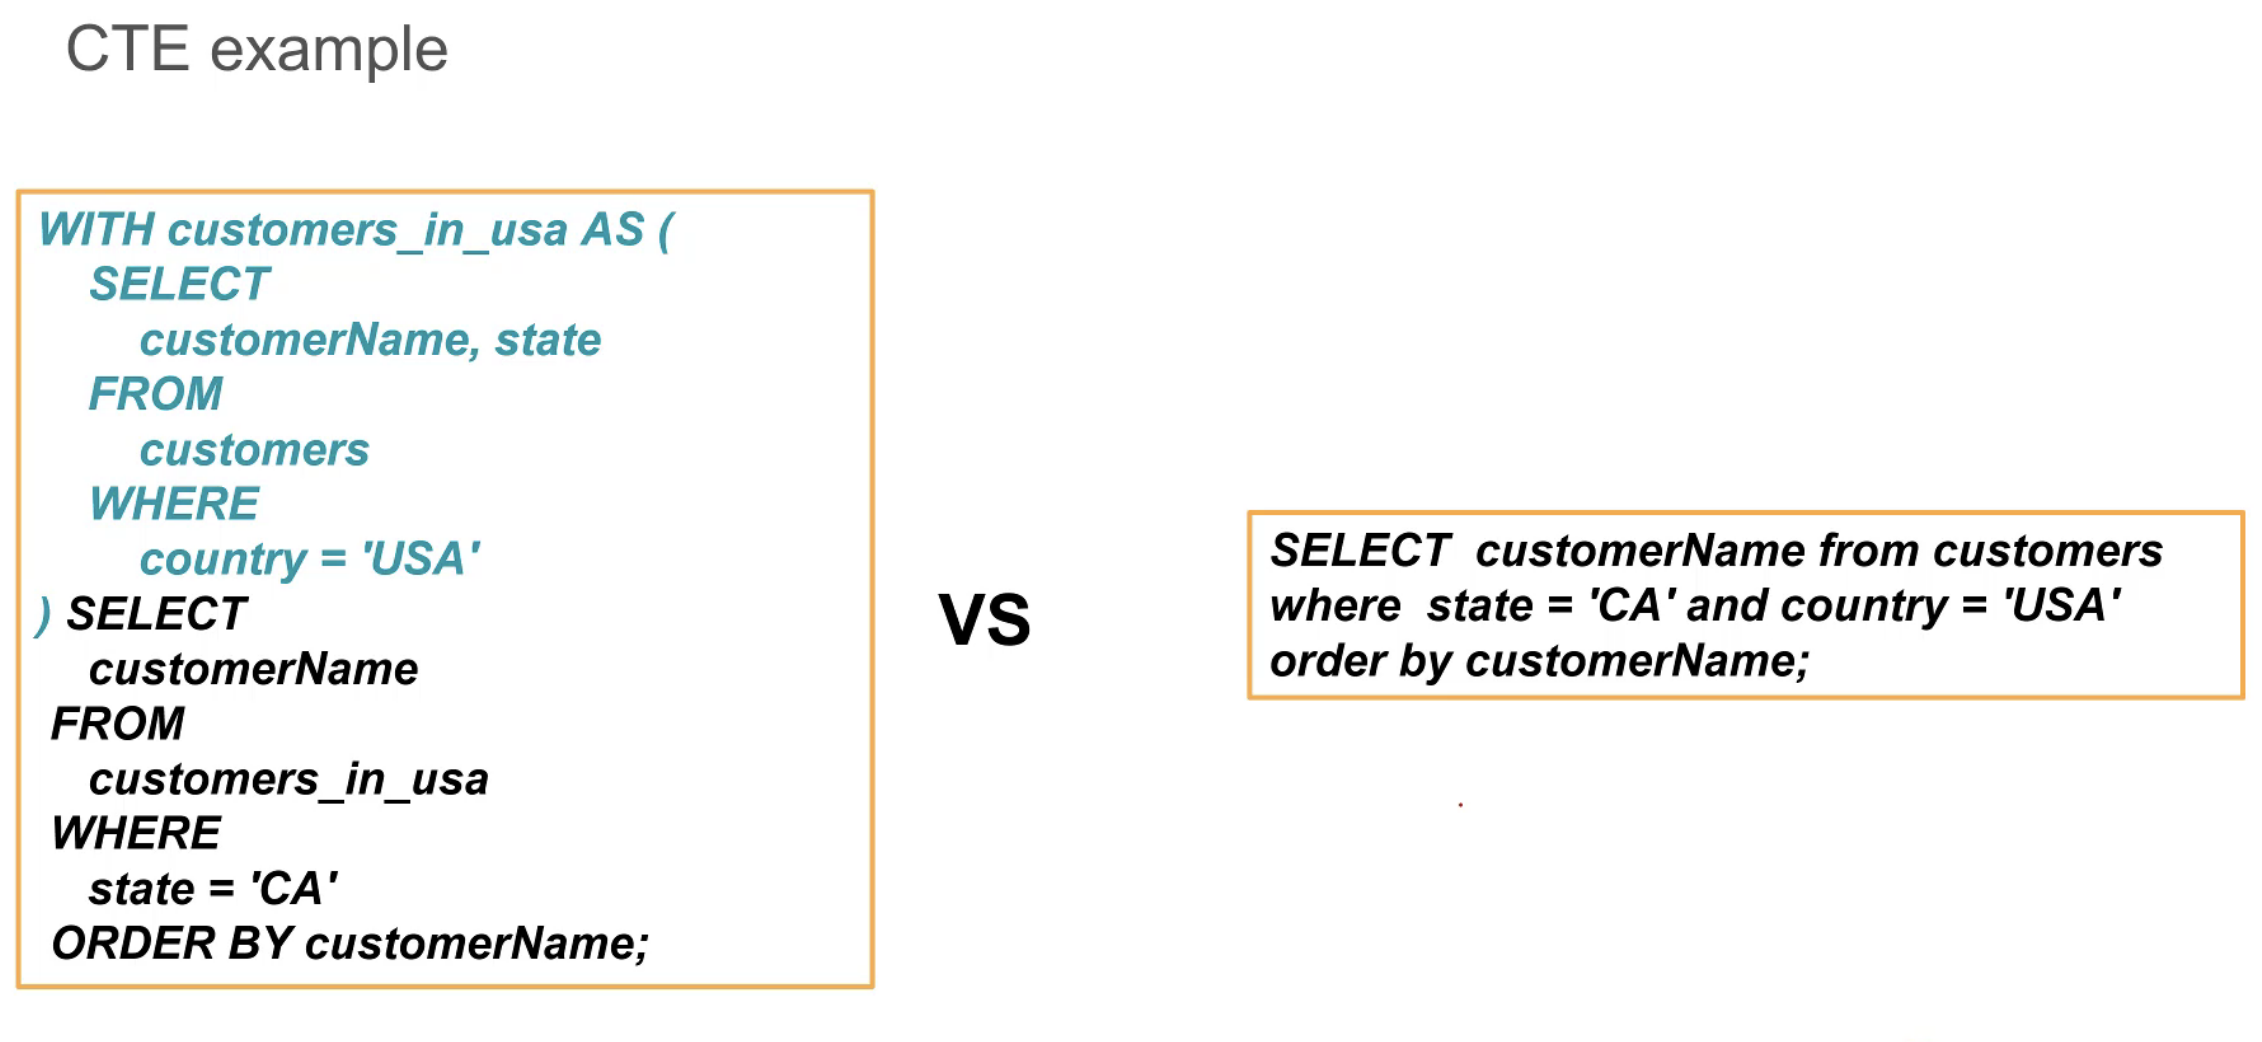 CTE example
WITH customers_in_usa AS (
SELECT
customerName, state
FROM
customers
WHERE
country = 'USA'
) SELECT
customerName
FROM
customers_in_usa
WHERE
state = 'CA'
ORDER BY customerName;
VS
SELECT  customerName from customers
where  state = 'CA' and country = 'USA'
order by customerName;